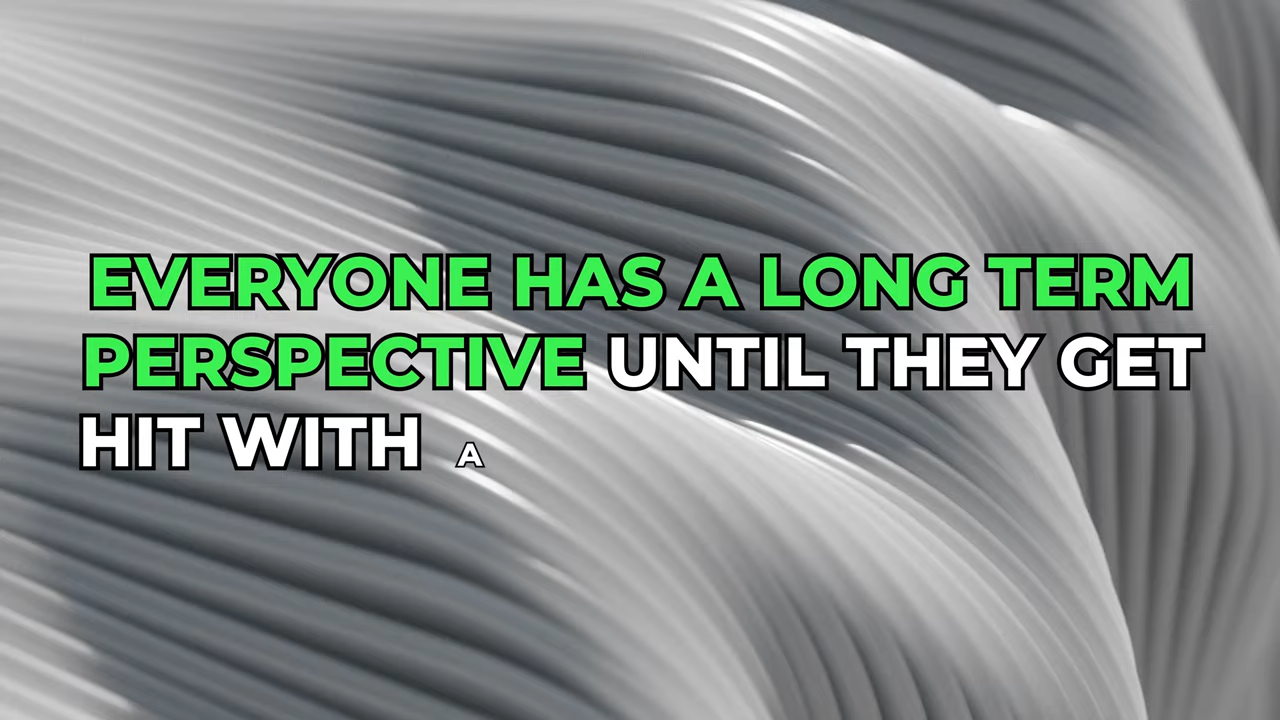 EVERYONE HAS A LONG TERM
PERSPECTIVE UNTIL THEY GET
HIT WITH A